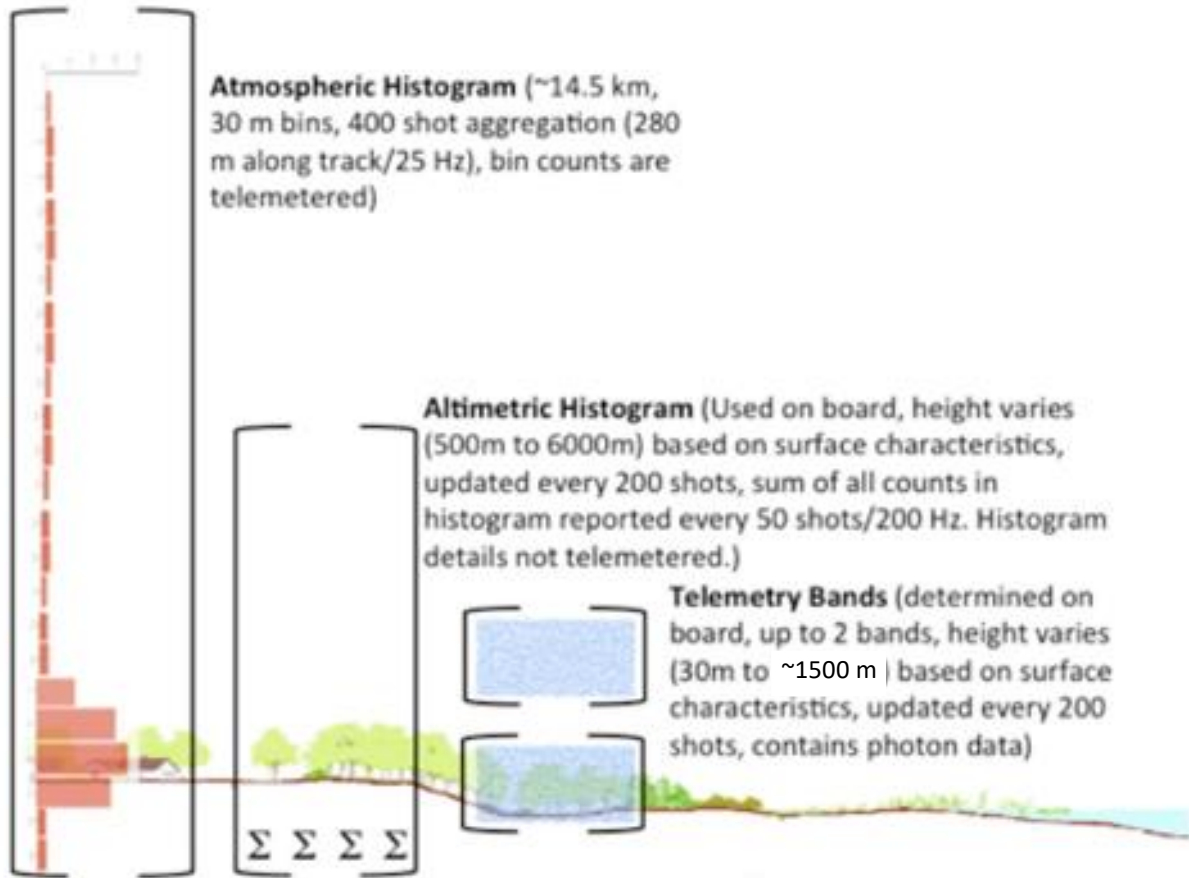 Atmospheric Histogram (~14.5 km,
30 m bins, 400 shot aggregation (280
m along track/25 Hz), bin counts are
telemetered)
Altimetric Histogram (Used on board, height varies
(500m to 6000m) based on surface characteristics,
updated every 200 shots, sum of all counts in
histogram reported every 50 shots/200 Hz. Histogram
details not telemetered.)
Telemetry Bands (determined on
board, up to 2 bands, height varies
(30m to ~1500 m) based on surface
characteristics, updated every 200
shots, contains photon data)
Σ Σ Σ Σ